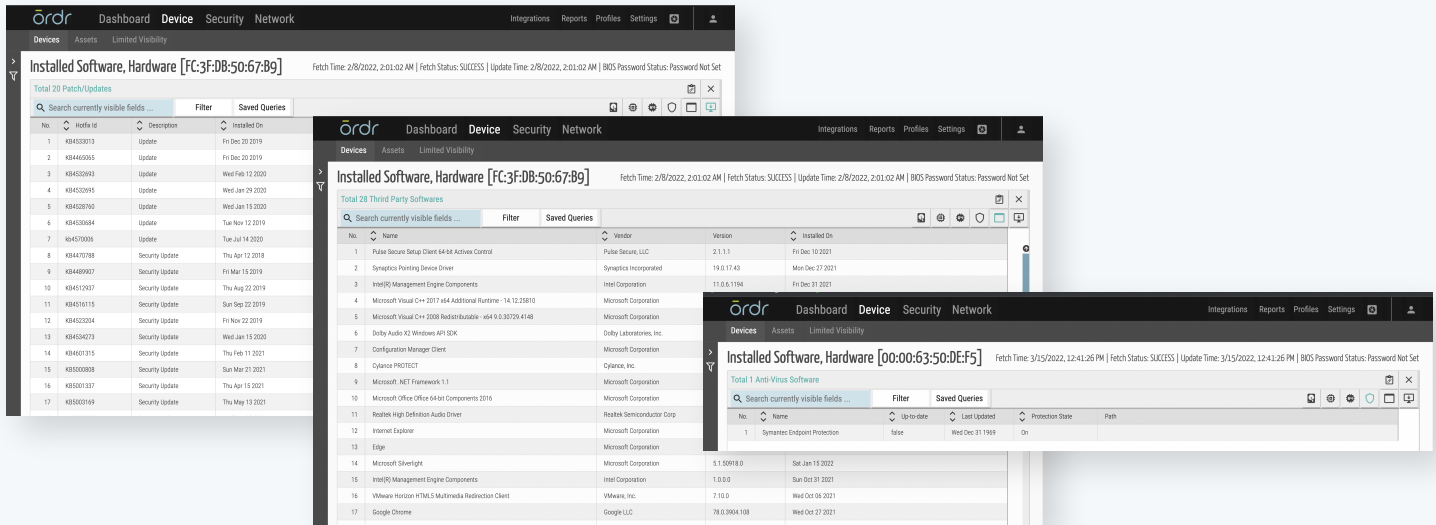 ōrdr Dashboard Device Security Network Integrations Reports Profiles Settings
Devices Assets Limited Visibility
Installed Software, Hardware [FC:3F:DB:50:67:B9] Fetch Time: 2/8/2022, 2:01:02 AM | Fetch Status: SUCCESS | Update Time: 2/8/2022, 2:01:02 AM | BIOS Password Status: Password Not Set
Total 20 Patch/Updates
Search currently visible fields ... Filter Saved Queries
No. Hotfix Id Description Installed On
1 KB4533013 Update Fri Dec 20 2019
2 KB4465065 Update Fri Dec 20 2019
3 KB4532693 Update Wed Feb 12 2020
4 KB4532695 Update Wed Jan 29 2020
5 KB4528760 Update Wed Jan 15 2020
6 KB4530684 Update Tue Nov 12 2019
7 kb4570006 Update Tue Jul 14 2020
8 KB4470788 Security Update Thu Apr 12 2018
9 KB4489907 Security Update Fri Mar 15 2019
10 KB4512937 Security Update Thu Aug 22 2019
11 KB4516115 Security Update Sun Sep 22 2019
12 KB4523204 Security Update Fri Nov 22 2019
13 KB4534273 Security Update Wed Jan 15 2020
14 KB4601315 Security Update Thu Feb 11 2021
15 KB5000808 Security Update Sun Mar 21 2021
16 KB5001337 Security Update Thu Apr 15 2021
17 KB5003169 Security Update Thu May 13 2021
ōrdr Dashboard Device Security Network Integrations Reports Profiles Settings
Devices Assets Limited Visibility
Installed Software, Hardware [FC:3F:DB:50:67:B9] Fetch Time: 2/8/2022, 2:01:02 AM | Fetch Status: SUCCESS | Update Time: 2/8/2022, 2:01:02 AM | BIOS Password Status: Password Not Set
Total 28 Thrird Party Softwares
Search currently visible fields ... Filter Saved Queries
No. Name Vendor Version Installed On
1 Pulse Secure Setup Client 64-bit Activex Control Pulse Secure, LLC 2.1.1.1 Fri Dec 10 2021
2 Synaptics Pointing Device Driver Synaptics Incorporated 19.0.17.43 Mon Dec 27 2021
3 Intel(R) Management Engine Components Intel Corporation 11.0.6.1194 Fri Dec 31 2021
4 Microsoft Visual C++ 2017 x64 Additional Runtime - 14.12.25810 Microsoft Corporation
5 Microsoft Visual C++ 2008 Redistributable - x64 9.0.30729.4148 Microsoft Corporation
6 Dolby Audio X2 Windows API SDK Dolby Laboratories, Inc.
7 Configuration Manager Client Microsoft Corporation
8 Cylance PROTECT Cylance, Inc.
9 Microsoft .NET Framework 1.1 Microsoft Corporation
10 Microsoft Office Office 64-bit Components 2016 Microsoft Corporation
11 Realtek High Definition Audio Driver Realtek Semiconductor Corp
12 Internet Explorer Microsoft Corporation
13 Edge Microsoft Corporation
14 Microsoft Silverlight Microsoft Corporation 5.1.50918.0 Sat Jan 15 2022
15 Intel(R) Management Engine Components Intel Corporation 1.0.0.0 Sun Oct 31 2021
16 VMware Horizon HTML5 Multimedia Redirection Client VMware, Inc. 7.10.0 Wed Oct 06 2021
17 Google Chrome Google LLC 78.0.3904.108 Wed Oct 27 2021
ōrdr Dashboard Device Security Network Integrations Reports Profiles Settings
Devices Assets Limited Visibility
Installed Software, Hardware [00:00:63:50:DE:F5] Fetch Time: 3/15/2022, 12:41:26 PM | Fetch Status: SUCCESS | Update Time: 3/15/2022, 12:41:26 PM | BIOS Password Status: Password Not Set
Total 1 Anti-Virus Software
Search currently visible fields ... Filter Saved Queries
No. Name Up-to-date Last Updated Protection State Path
1 Symantec Endpoint Protection false Wed Dec 31 1969 On